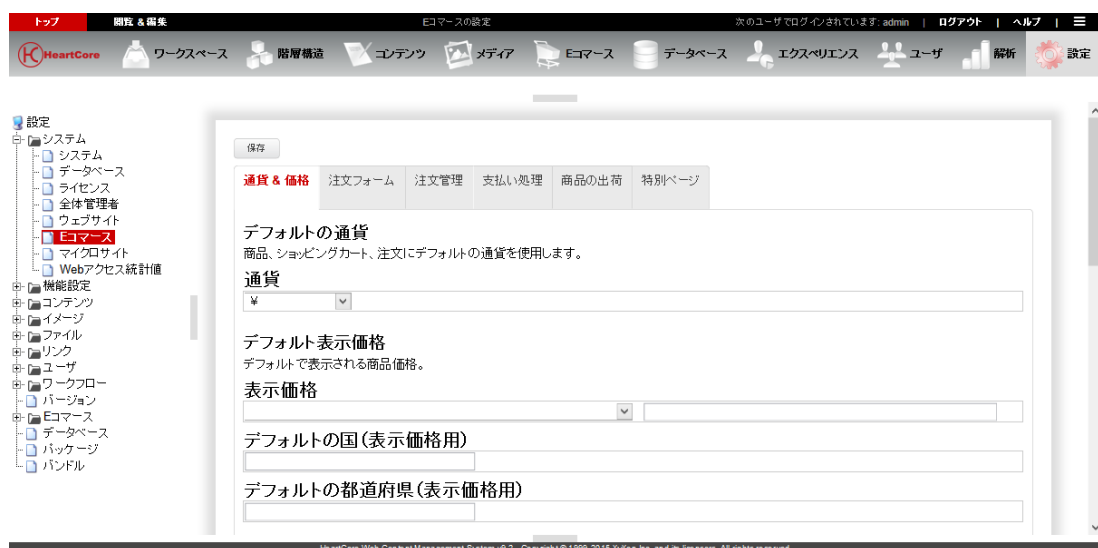 トップ 閲覧 & 編集 Eコマースの設定 次のユーザでログインされています: admin | ログアウト | ヘルプ |
HeartCore ワークスペース 階層構造 コンテンツ メディア Eコマース データベース エクスペリエンス ユーザ 解析 設定
設定
システム
システム
データベース
ライセンス
全体管理者
ウェブサイト
Eコマース
マイクロサイト
Webアクセス統計値
機能設定
コンテンツ
イメージ
ファイル
リンク
ユーザ
ワークフロー
バージョン
Eコマース
データベース
パッケージ
バンドル
保存
通貨 & 価格 注文フォーム 注文管理 支払い処理 商品の出荷 特別ページ
デフォルトの通貨
商品、ショッピングカート、注文にデフォルトの通貨を使用します。
通貨
¥
デフォルト表示価格
デフォルトで表示される商品価格。
表示価格
デフォルトの国(表示価格用)
デフォルトの都道府県(表示価格用)